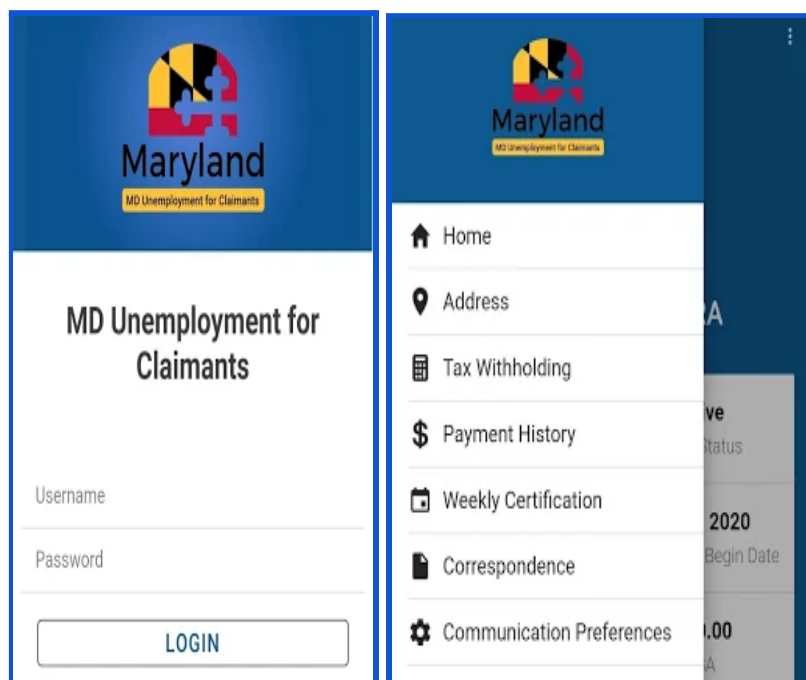 Maryland
MD Unemployment for Claimants
MD Unemployment for
Claimants
Username
Password
LOGIN
Maryland
MD Unemployment for Claimants
Home
Address
Tax Withholding
Payment History
Weekly Certification
Correspondence
Communication Preferences
RA
ve
Status
2020
Begin Date
.00